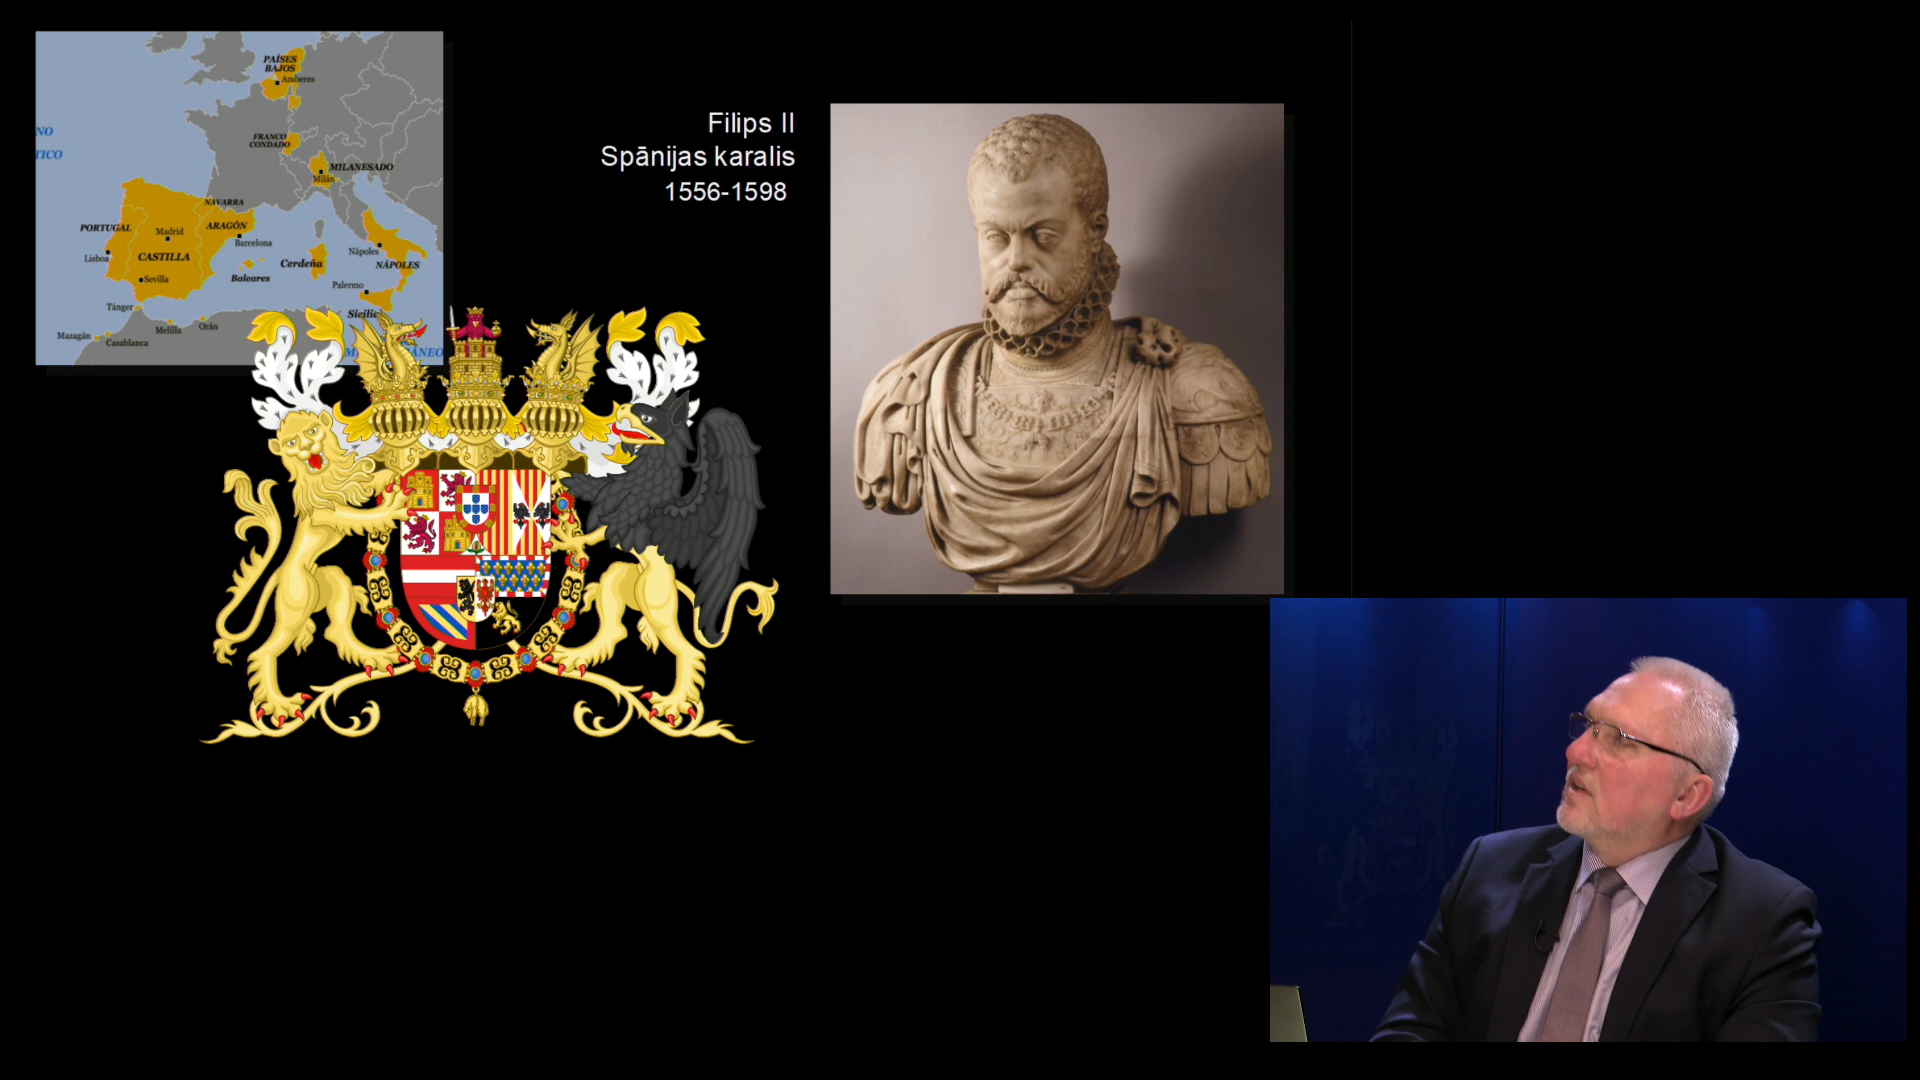 PAÍSES
BAJOS
Amberes
NO
TICO
FRANCO
CONDADO
MILANESADO
Milán
NAVARRA
PORTUGAL
ARAGÓN
Madrid
Barcelona
Lisboa
CASTILLA
Cerdeña
Nápoles
NÁPOLES
Sevilla
Baleares
Palermo
Tánger
Sicilia
Melilla
Orán
Mazagán
Casablanca
ÁNEO
Filips II
Spānijas karalis
1556-1598